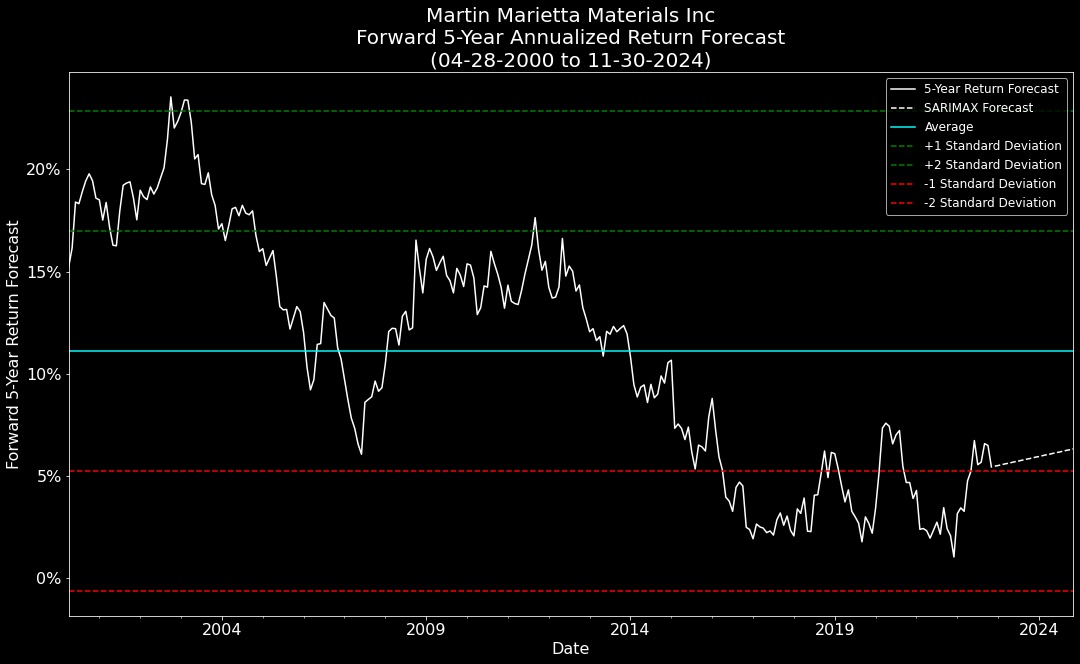 Martin Marietta Materials Inc
Forward 5-Year Annualized Return Forecast
(04-28-2000 to 11-30-2024)
5-Year Return Forecast
SARIMAX Forecast
Average
+1 Standard Deviation
+2 Standard Deviation
-1 Standard Deviation
-2 Standard Deviation
Forward 5-Year Return Forecast
20%
15%
10%
5%
0%
2004
2009
2014
2019
2024
Date